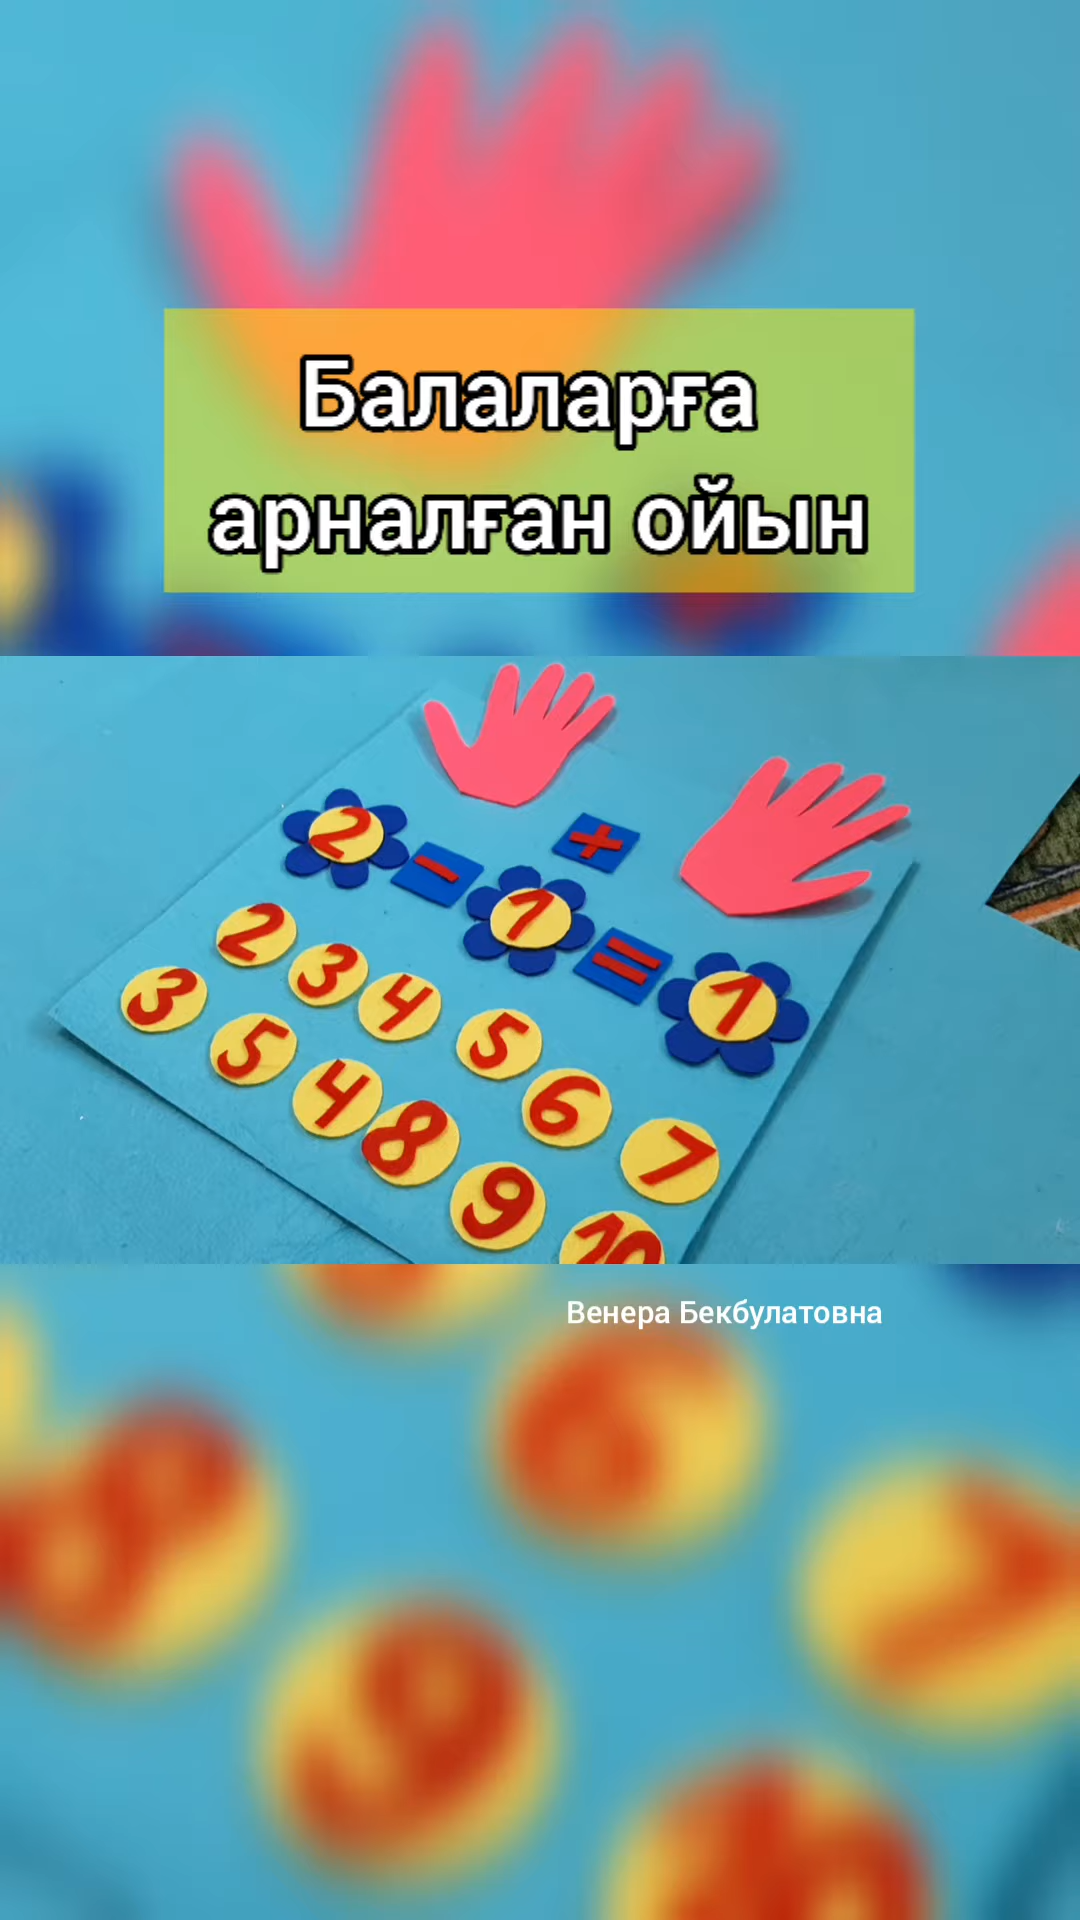 Балаларға
арналған ойын
2 - 1 = 1
+
2 3 4 5 6 7
3 5 4 8 9 10
Венера Бекбулатовна